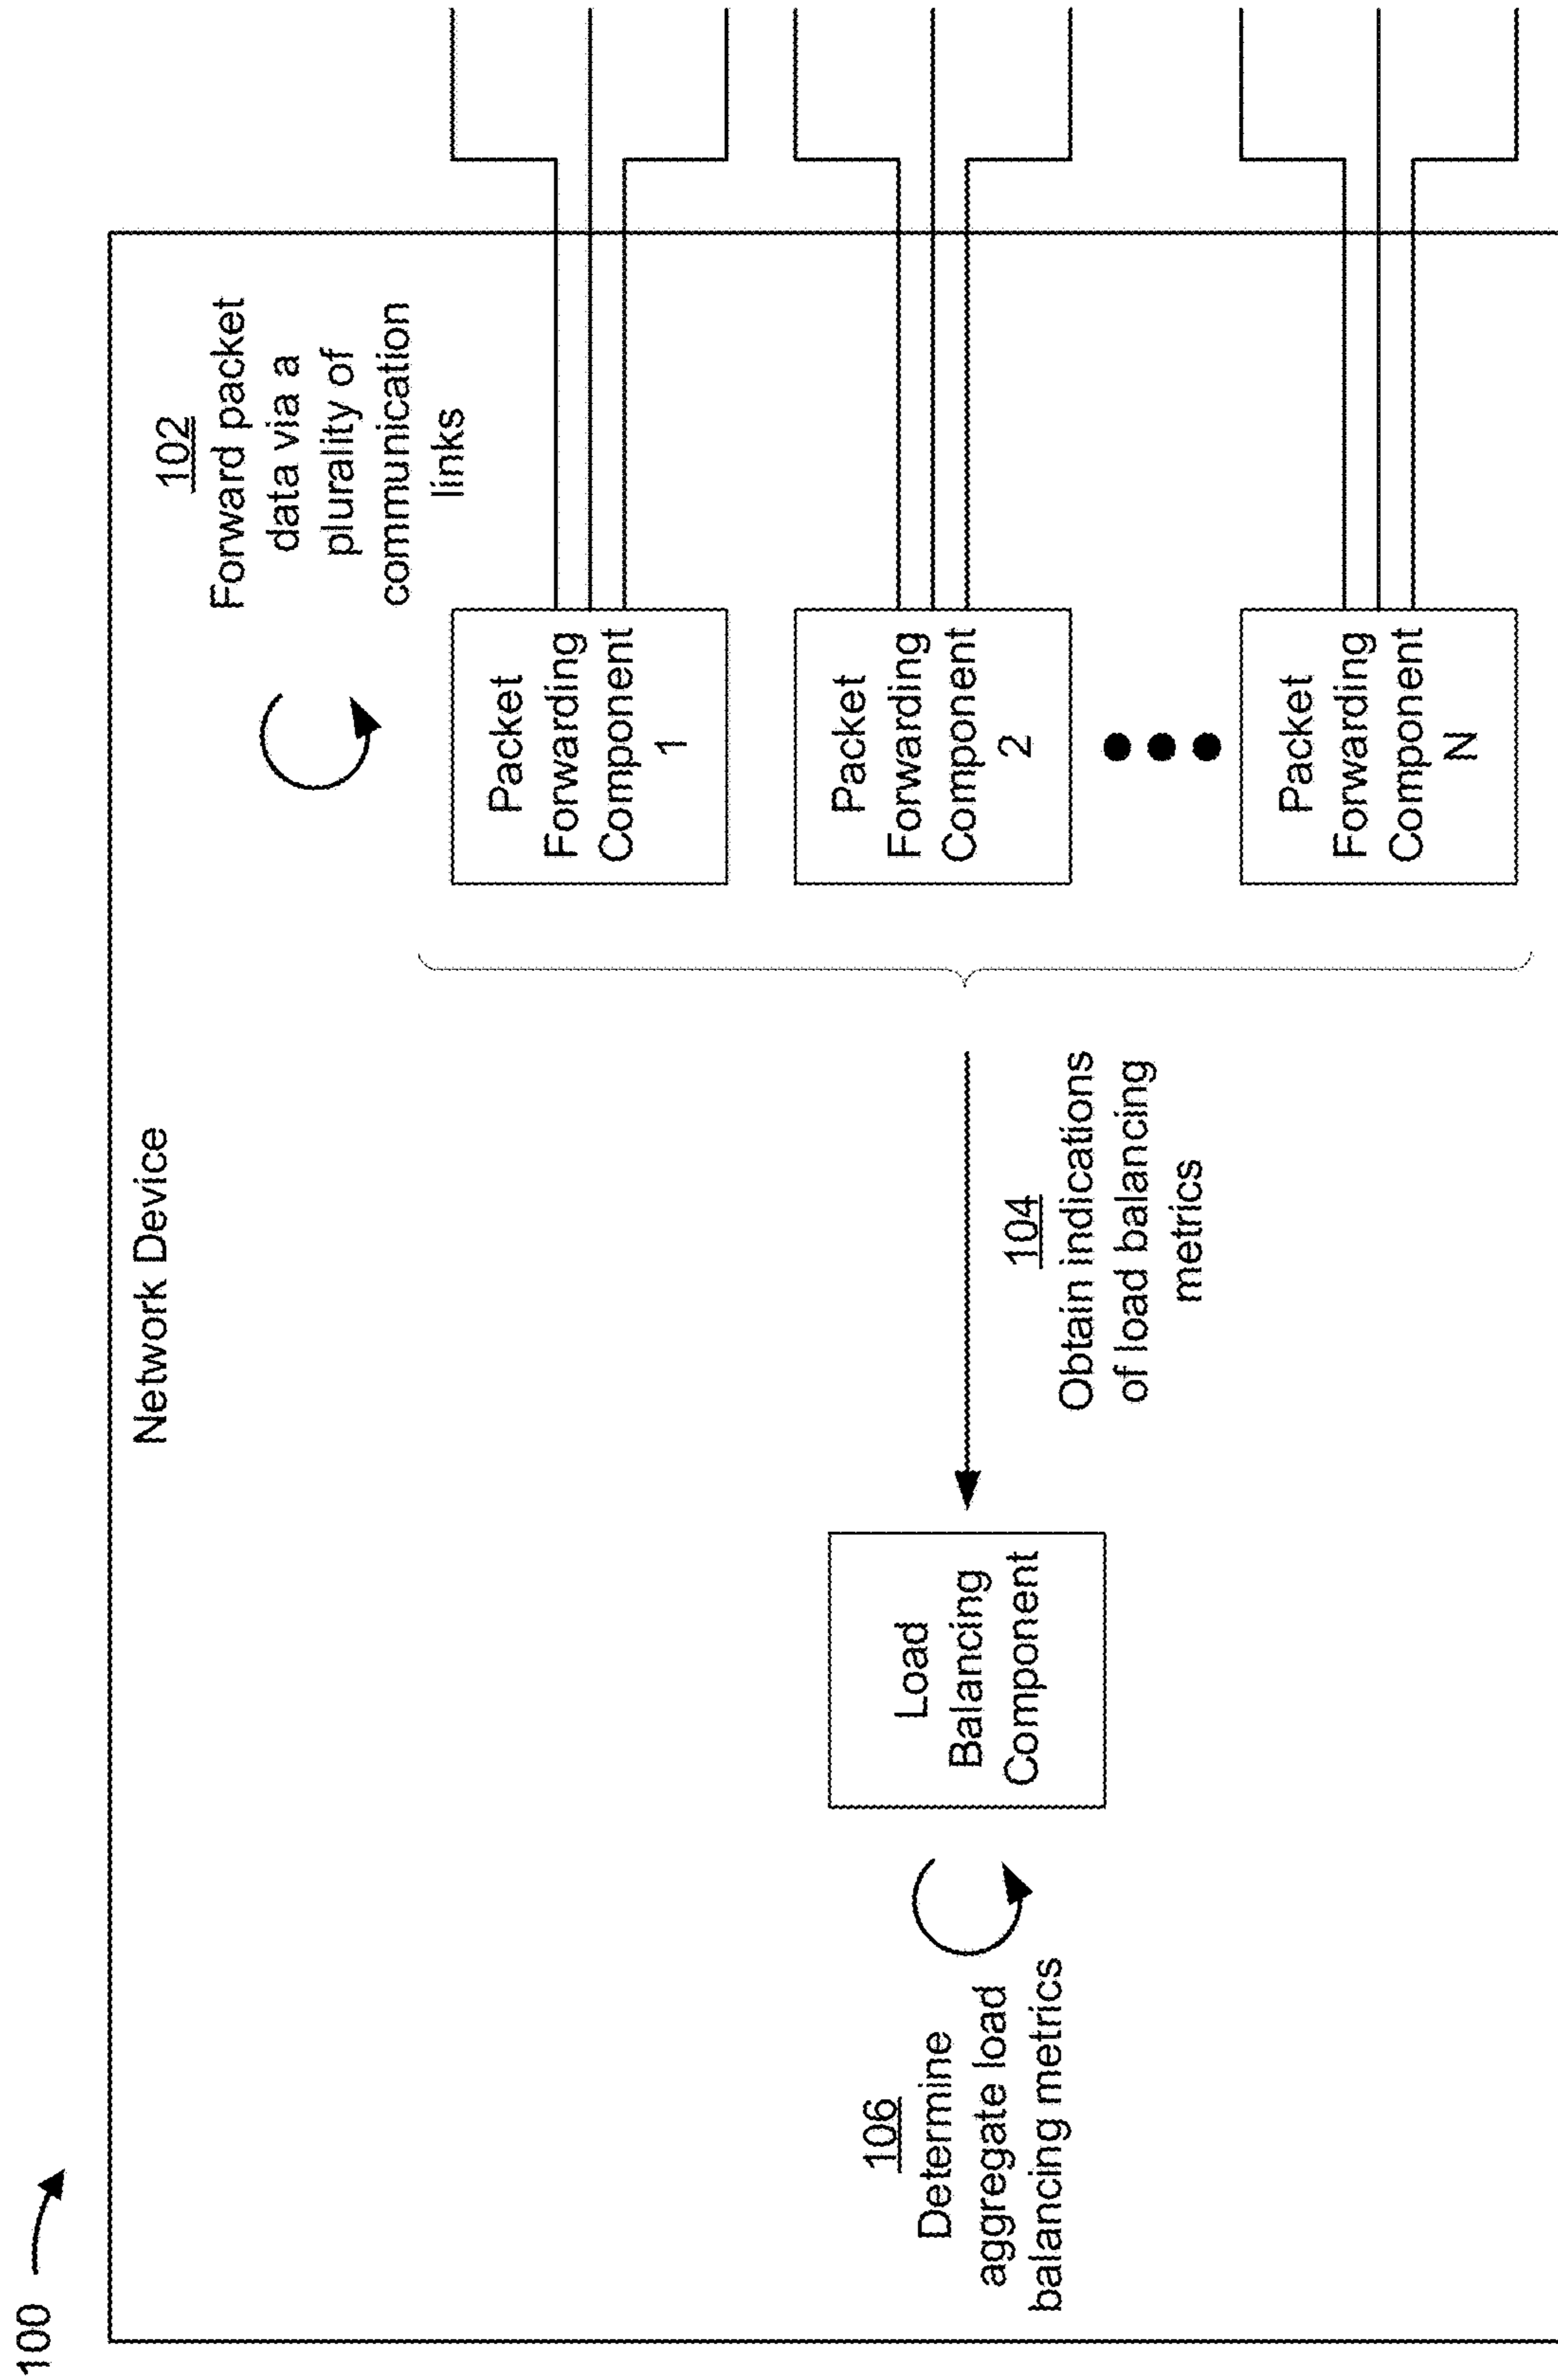 100
Network Device
102
Forward packet
data via a
plurality of
communication
links
Packet
Forwarding
Component
1
Packet
Forwarding
Component
2
Packet
Forwarding
Component
N
104
Obtain indications
of load balancing
metrics
Load
Balancing
Component
106
Determine
aggregate load
balancing metrics